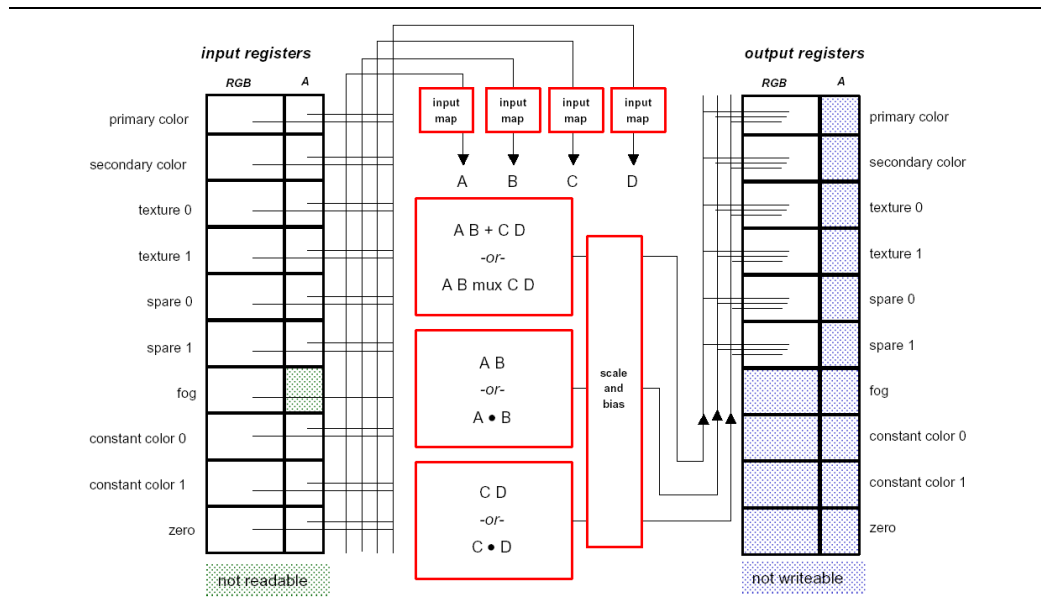 input registers
RGB A
primary color
secondary color
texture 0
texture 1
spare 0
spare 1
fog
constant color 0
constant color 1
zero
not readable
input map
input map
input map
input map
A B C D
A B + C D
-or-
A B mux C D
A B
-or-
A • B
C D
-or-
C • D
scale
and
bias
output registers
RGB A
primary color
secondary color
texture 0
texture 1
spare 0
spare 1
fog
constant color 0
constant color 1
zero
not writeable